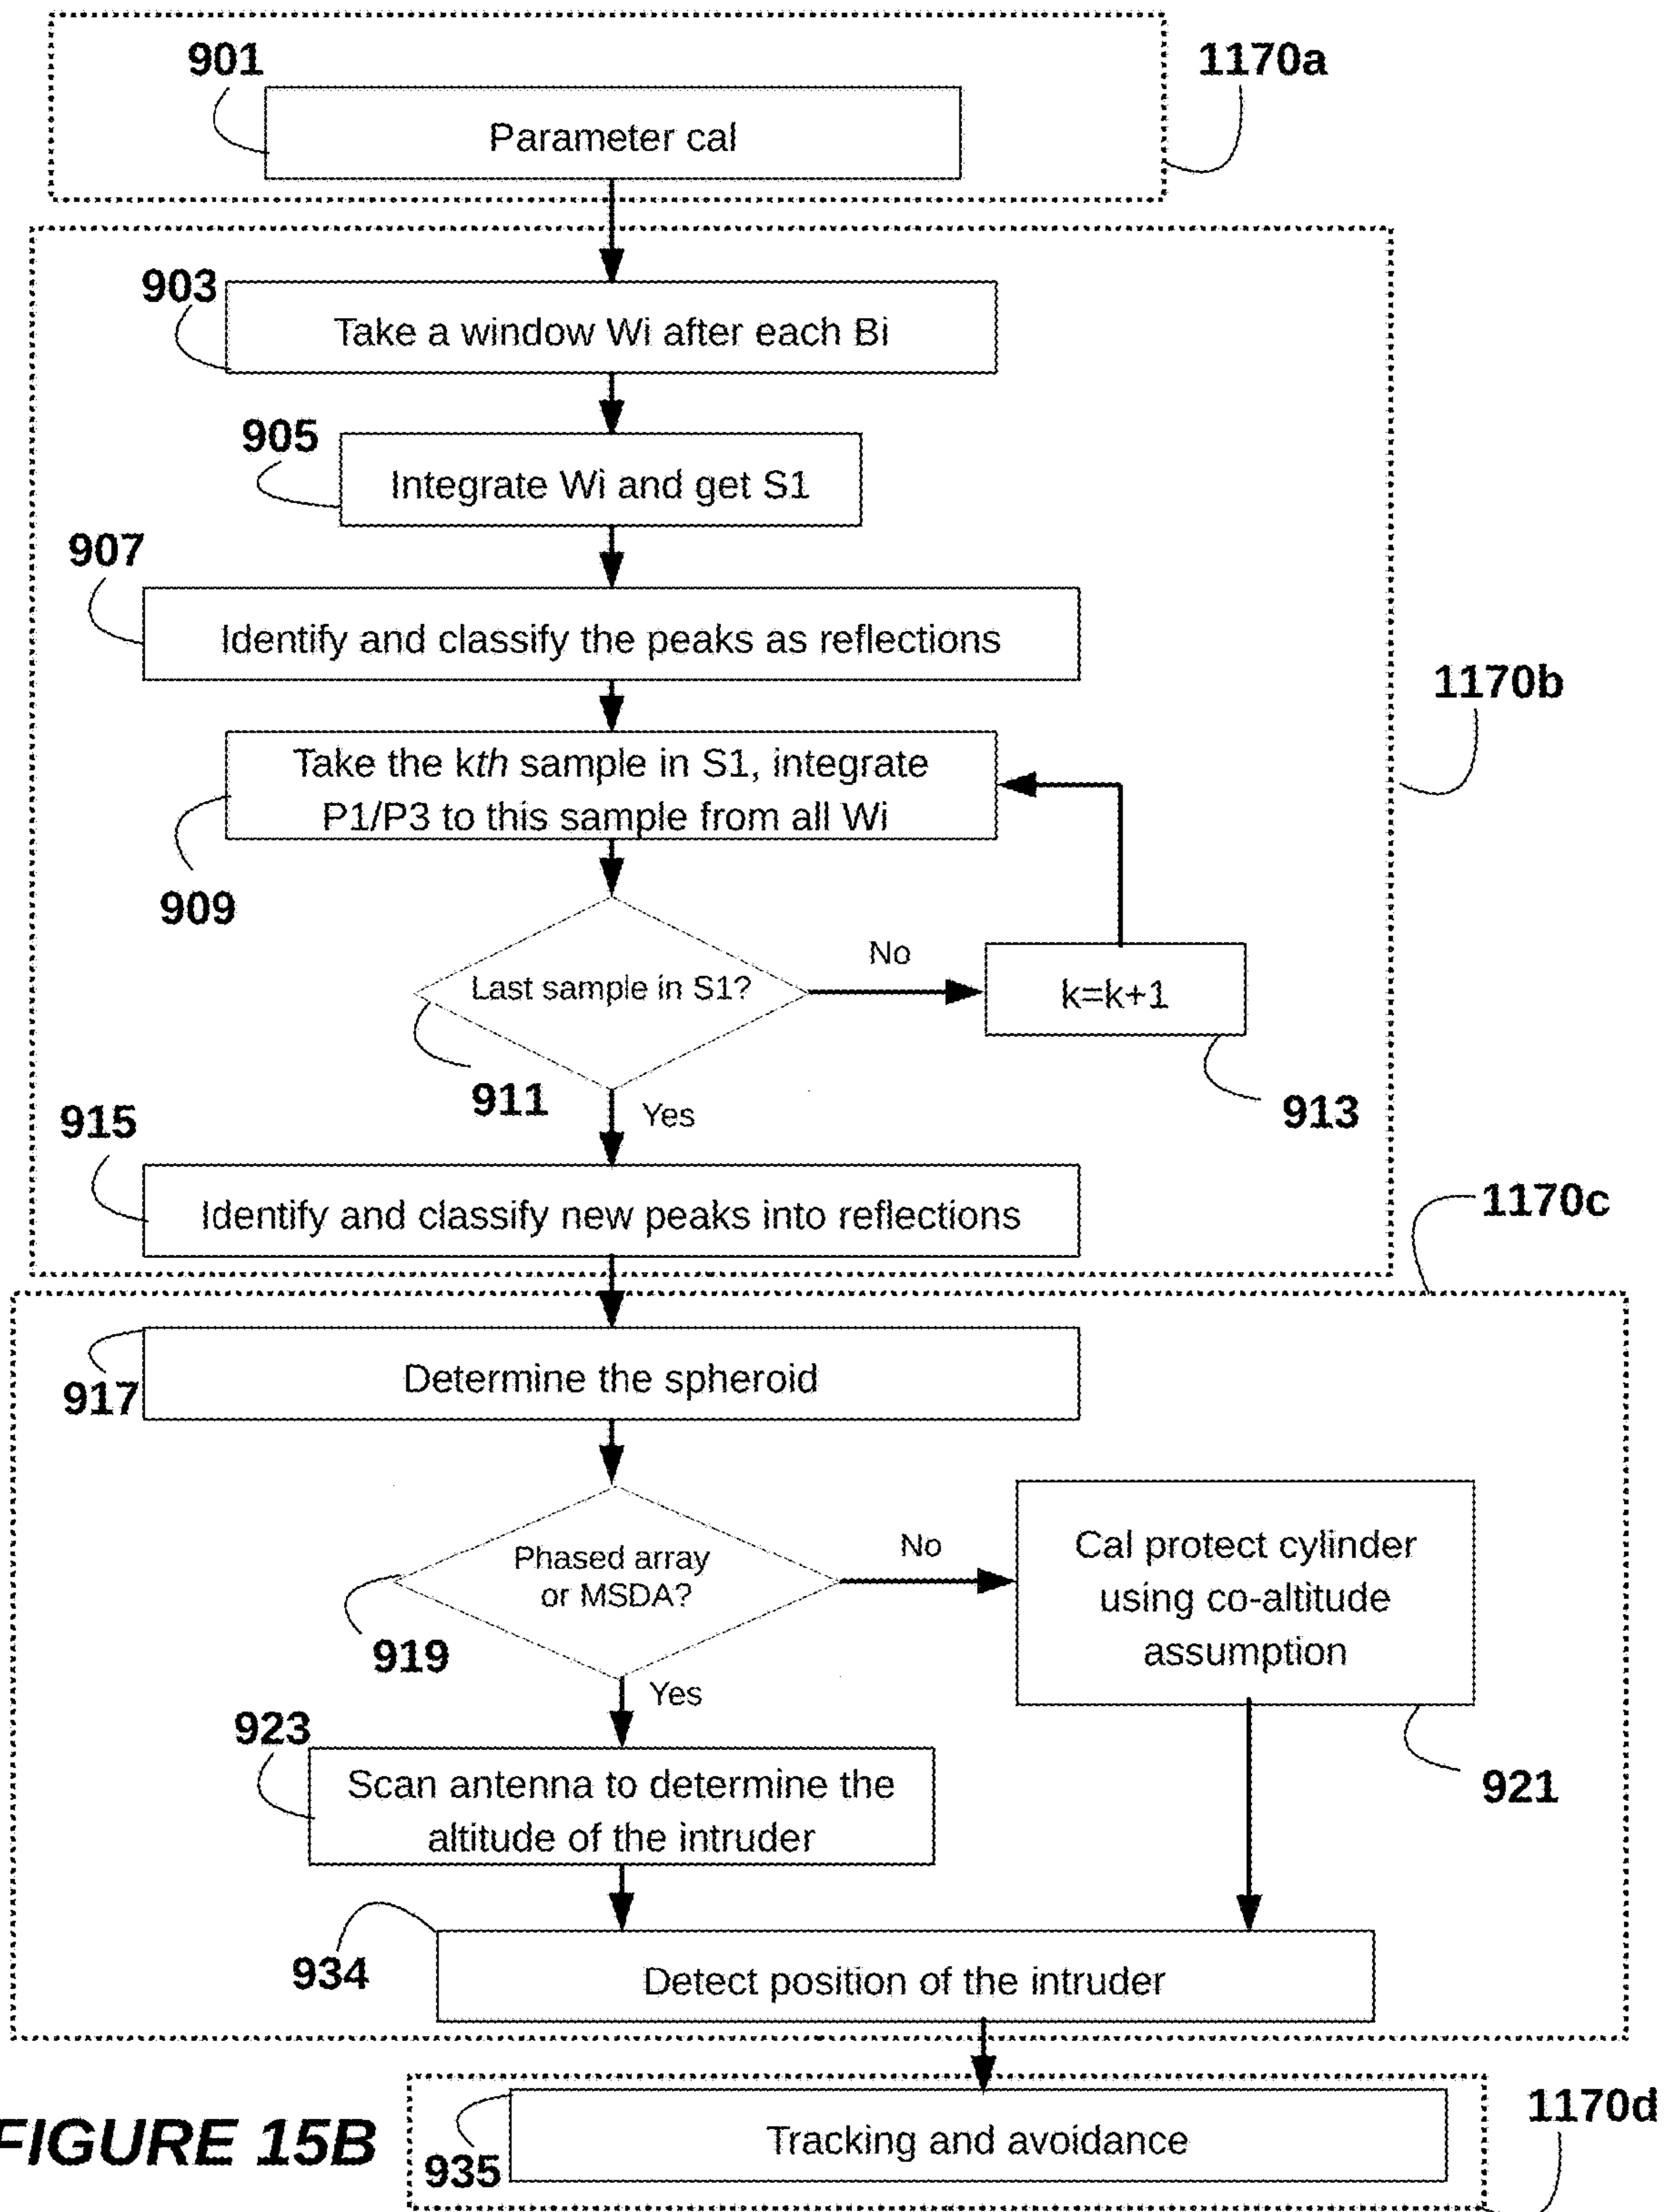 901
1170a
Parameter cal
903
Take a window Wi after each Bi
905
Integrate Wi and get S1
907
Identify and classify the peaks as reflections
1170b
Take the kth sample in S1, integrate
P1/P3 to this sample from all Wi
909
Last sample in S1?
No
k=k+1
911
Yes
913
915
Identify and classify new peaks into reflections
1170c
917
Determine the spheroid
Phased array
or MSDA?
No
Cal protect cylinder
using co-altitude
assumption
919
Yes
921
923
Scan antenna to determine the
altitude of the intruder
934
Detect position of the intruder
1170d
935
Tracking and avoidance
FIGURE 15B